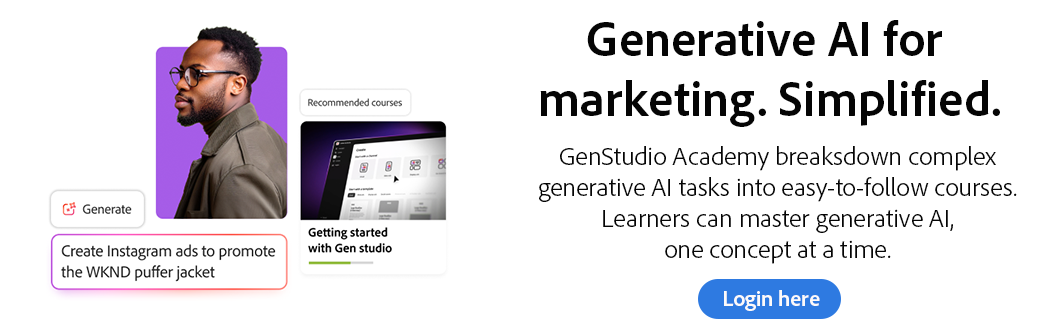 Generative AI for
marketing. Simplified.
GenStudio Academy breaksdown complex
generative AI tasks into easy-to-follow courses.
Learners can master generative AI,
one concept at a time.
Login here
Recommended courses
Getting started
with Gen studio
Generate
Create Instagram ads to promote
the WKND puffer jacket